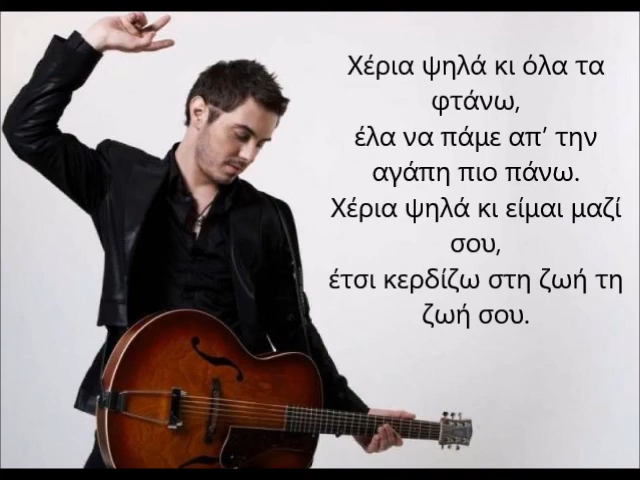 Χέρια ψηλά κι όλα τα
φτάνω,
έλα να πάμε απ’ την
αγάπη πιο πάνω.
Χέρια ψηλά κι είμαι μαζί
σου,
έτσι κερδίζω στη ζωή τη
ζωή σου.